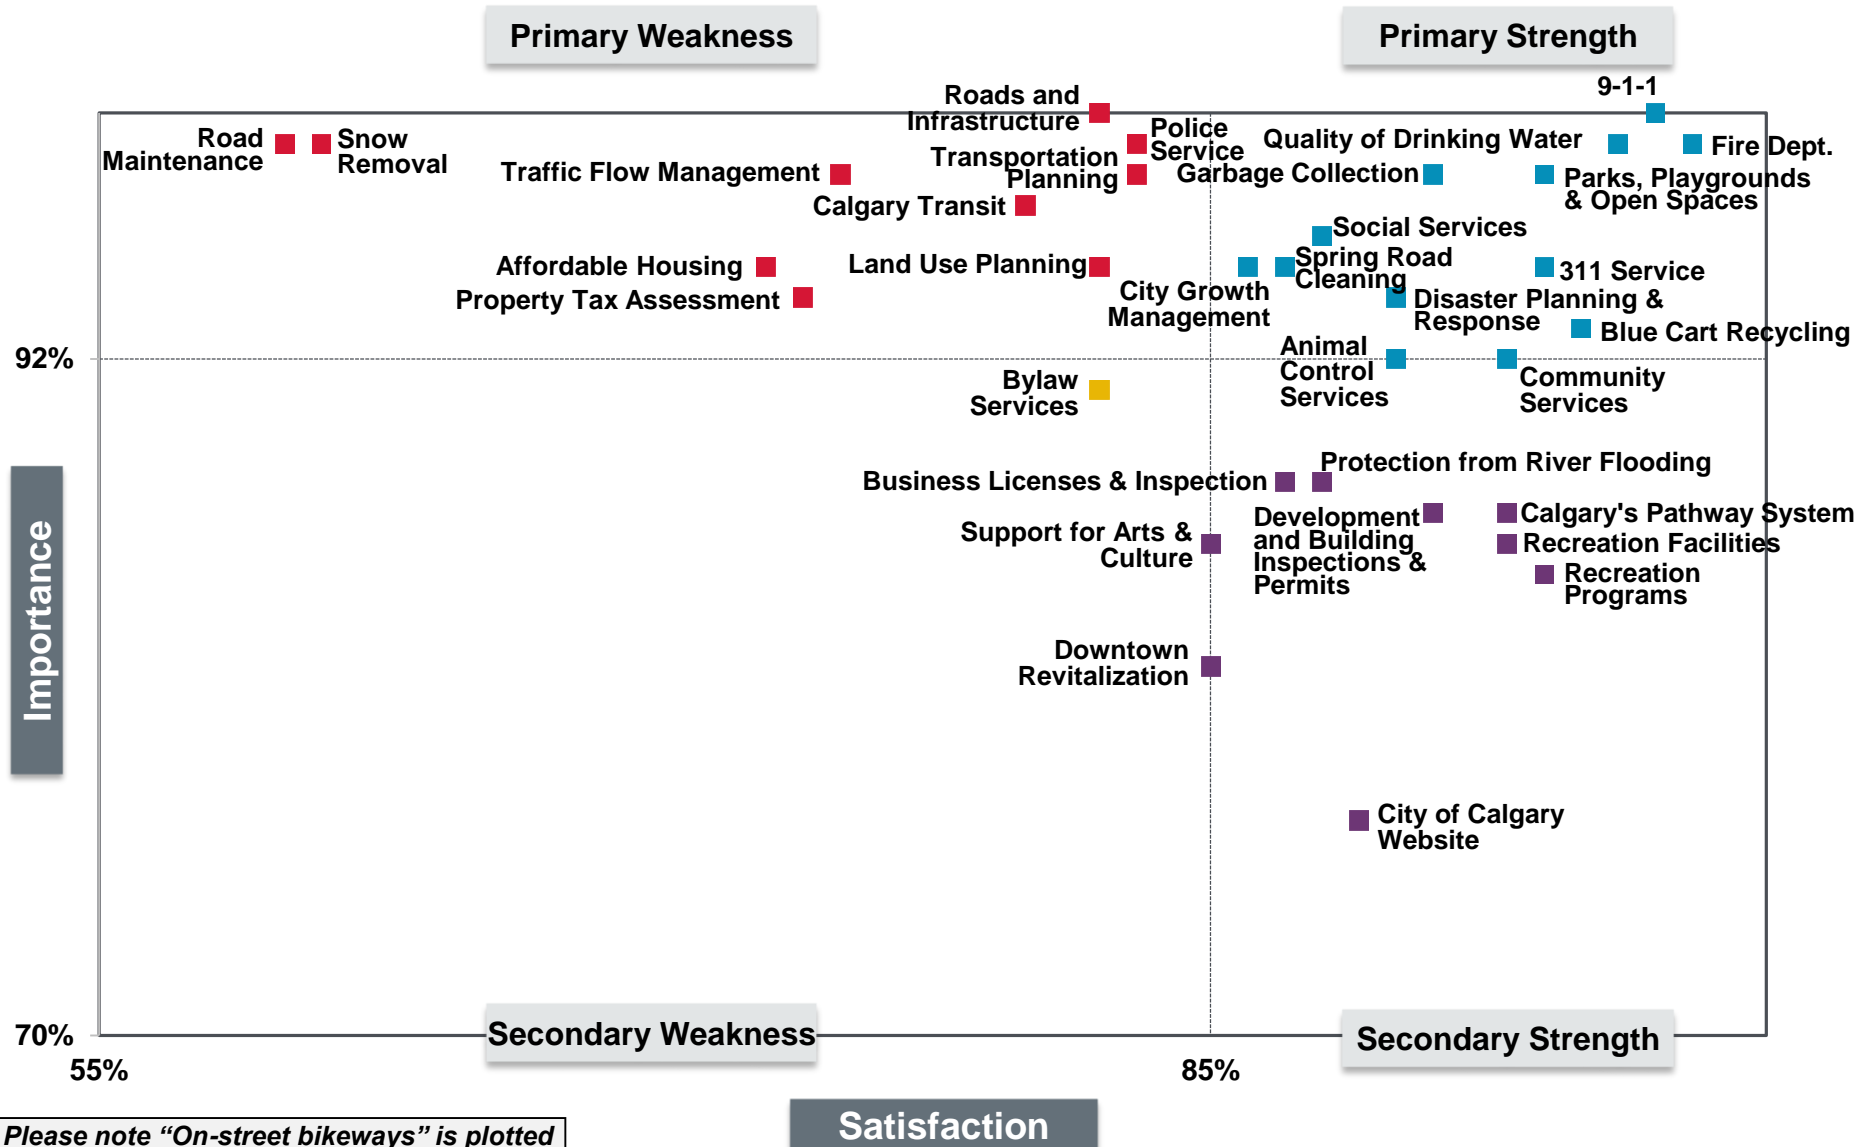 Primary Weakness
Primary Strength
9-1-1
Roads and
Infrastructure
Road
Maintenance
Snow
Removal
Police
Service
Quality of Drinking Water
Fire Dept.
Traffic Flow Management
Transportation
Planning
Garbage Collection
Parks, Playgrounds
& Open Spaces
Calgary Transit
Social Services
Affordable Housing
Land Use Planning
Spring Road
Cleaning
311 Service
Property Tax Assessment
City Growth
Management
Disaster Planning &
Response
Blue Cart Recycling
92%
Animal
Control
Services
Community
Services
Bylaw
Services
Protection from River Flooding
Business Licenses & Inspection
Development
and Building
Inspections &
Permits
Calgary's Pathway System
Support for Arts &
Culture
Recreation Facilities
Recreation
Programs
Importance
Downtown
Revitalization
City of Calgary
Website
70%
Secondary Weakness
Secondary Strength
55%
85%
Satisfaction
Please note “On-street bikeways” is plotted